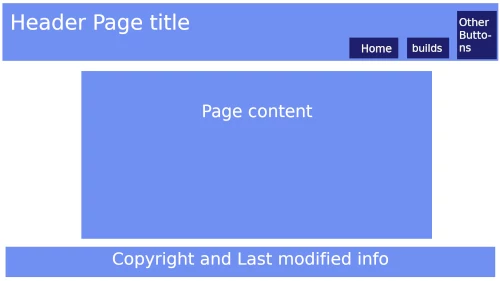 Header Page title
Home
builds
Other
Butto-
ns
Page content
Copyright and Last modified info